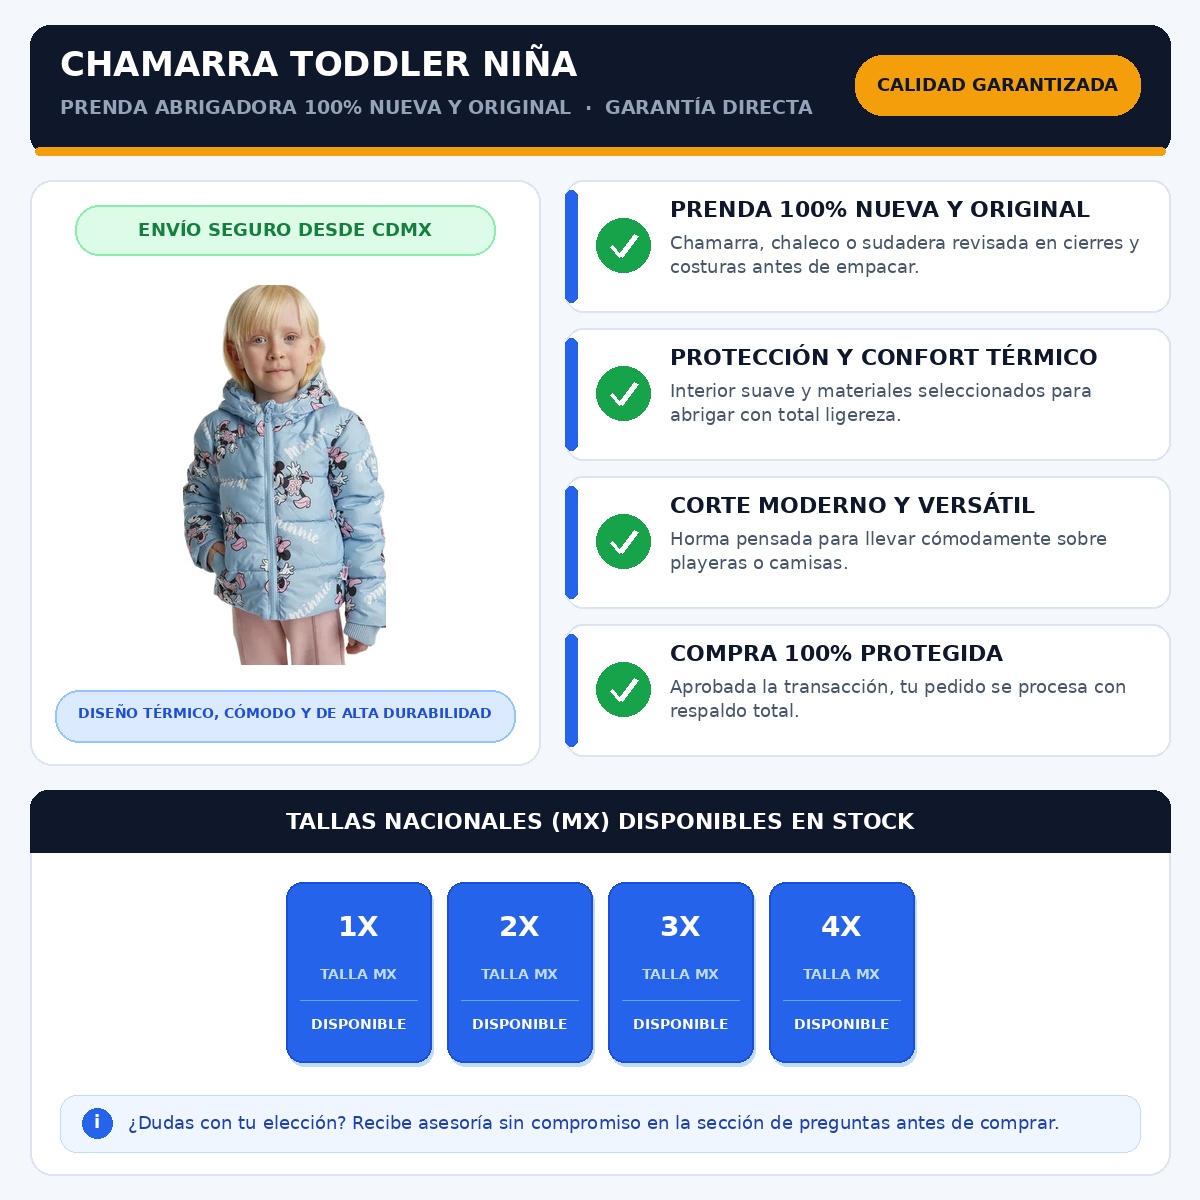 CHAMARRA TODDLER NIÑA
PRENDA ABRIGADORA 100% NUEVA Y ORIGINAL · GARANTÍA DIRECTA
CALIDAD GARANTIZADA
ENVÍO SEGURO DESDE CDMX
Minnie
minnie
minnie
DISEÑO TÉRMICO, CÓMODO Y DE ALTA DURABILIDAD
PRENDA 100% NUEVA Y ORIGINAL
Chamarra, chaleco o sudadera revisada en cierres y
costuras antes de empacar.
PROTECCIÓN Y CONFORT TÉRMICO
Interior suave y materiales seleccionados para
abrigar con total ligereza.
CORTE MODERNO Y VERSÁTIL
Horma pensada para llevar cómodamente sobre
playeras o camisas.
COMPRA 100% PROTEGIDA
Aprobada la transacción, tu pedido se procesa con
respaldo total.
TALLAS NACIONALES (MX) DISPONIBLES EN STOCK
1X
TALLA MX
DISPONIBLE
2X
TALLA MX
DISPONIBLE
3X
TALLA MX
DISPONIBLE
4X
TALLA MX
DISPONIBLE
i
¿Dudas con tu elección? Recibe asesoría sin compromiso en la sección de preguntas antes de comprar.